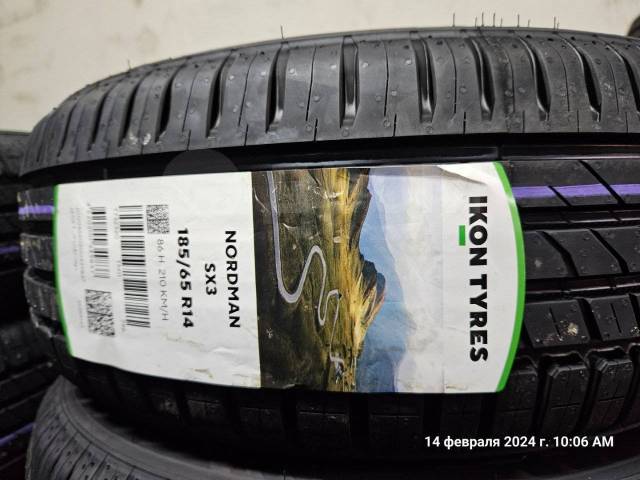 IKON TYRES
NORDMAN
SX3
185/65 R14
86 H 210 KM/H
14 февраля 2024 г. 10:06 AM